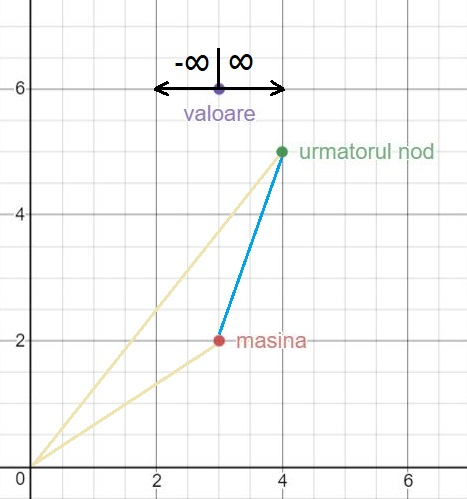 -∞ ∞
6
valoare
urmatorul nod
4
2
masina
0 2 4 6